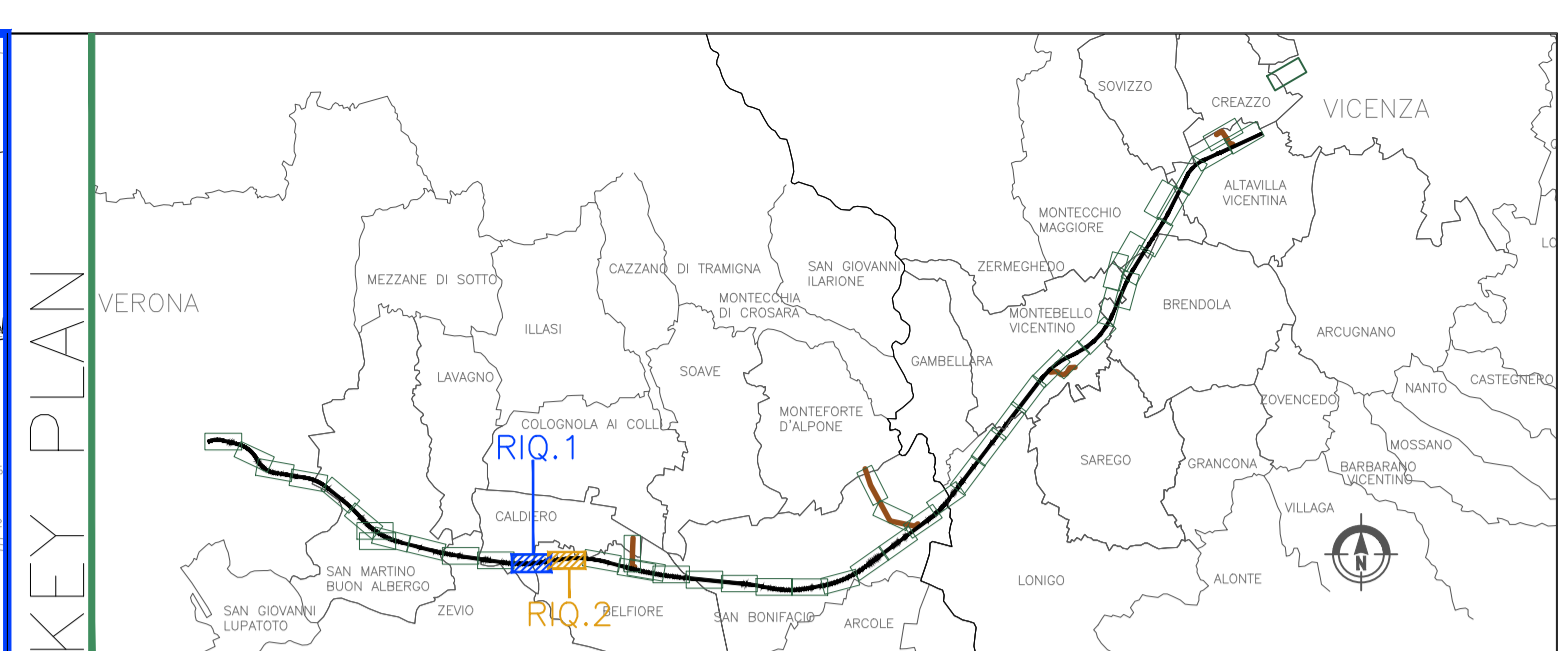 KEY PLAN
SOVIZZO
CREAZZO
VICENZA
ALTAVILLA
VICENTINA
MONTECCHIO
MAGGIORE
ZERMEGHEDO
MEZZANE DI SOTTO
CAZZANO DI TRAMIGNA
SAN GIOVANNI
ILARIONE
MONTECCHIA
DI CROSARA
VERONA
BRENDOLA
MONTEBELLO
VICENTINO
ILLASI
ARCUGNANO
GAMBELLARA
LAVAGNO
SOAVE
CASTEGNERO
NANTO
ZOVENCEDO
MONTEFORTE
D'ALPONE
COLOGNOLA AI COLLI
RIQ.1
MOSSANO
SAREGO
GRANCONA
BARBARANO
VICENTINO
VILLAGA
CALDIERO
N
SAN MARTINO
BUON ALBERGO
LONIGO
ALONTE
SAN GIOVANNI
LUPATOTO
ZEVIO
RIQ.2
BELFIORE
SAN BONIFACIO
ARCOLE